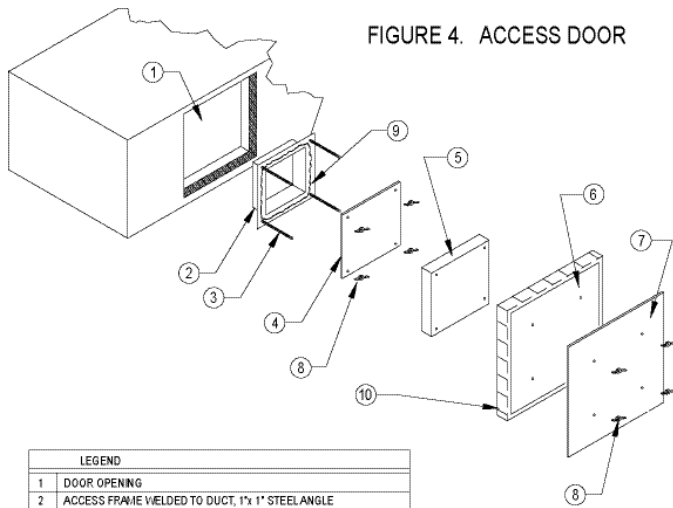 FIGURE 4. ACCESS DOOR
1
9
5
6
7
2
3
4
8
10
8
LEGEND
1 DOOR OPENING
2 ACCESS FRAME WELDED TO DUCT, 1"x 1" STEEL ANGLE